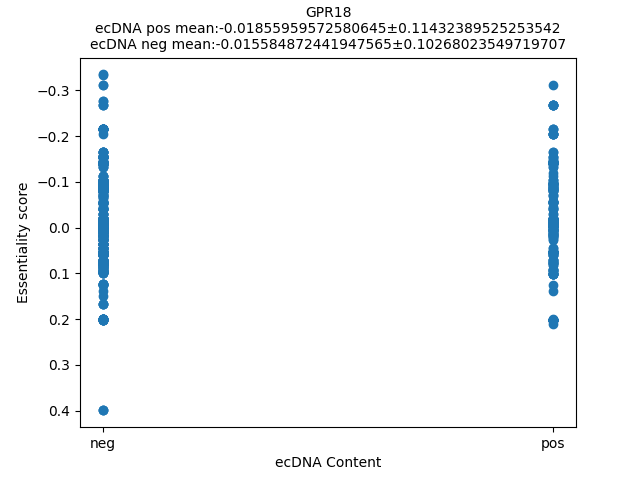 GPR18
ecDNA pos mean:-0.01855959572580645±0.11432389525253542
ecDNA neg mean:-0.015584872441947565±0.10268023549719707
−0.3
−0.2
−0.1
0.0
0.1
0.2
0.3
0.4
Essentiality score
neg
pos
ecDNA Content